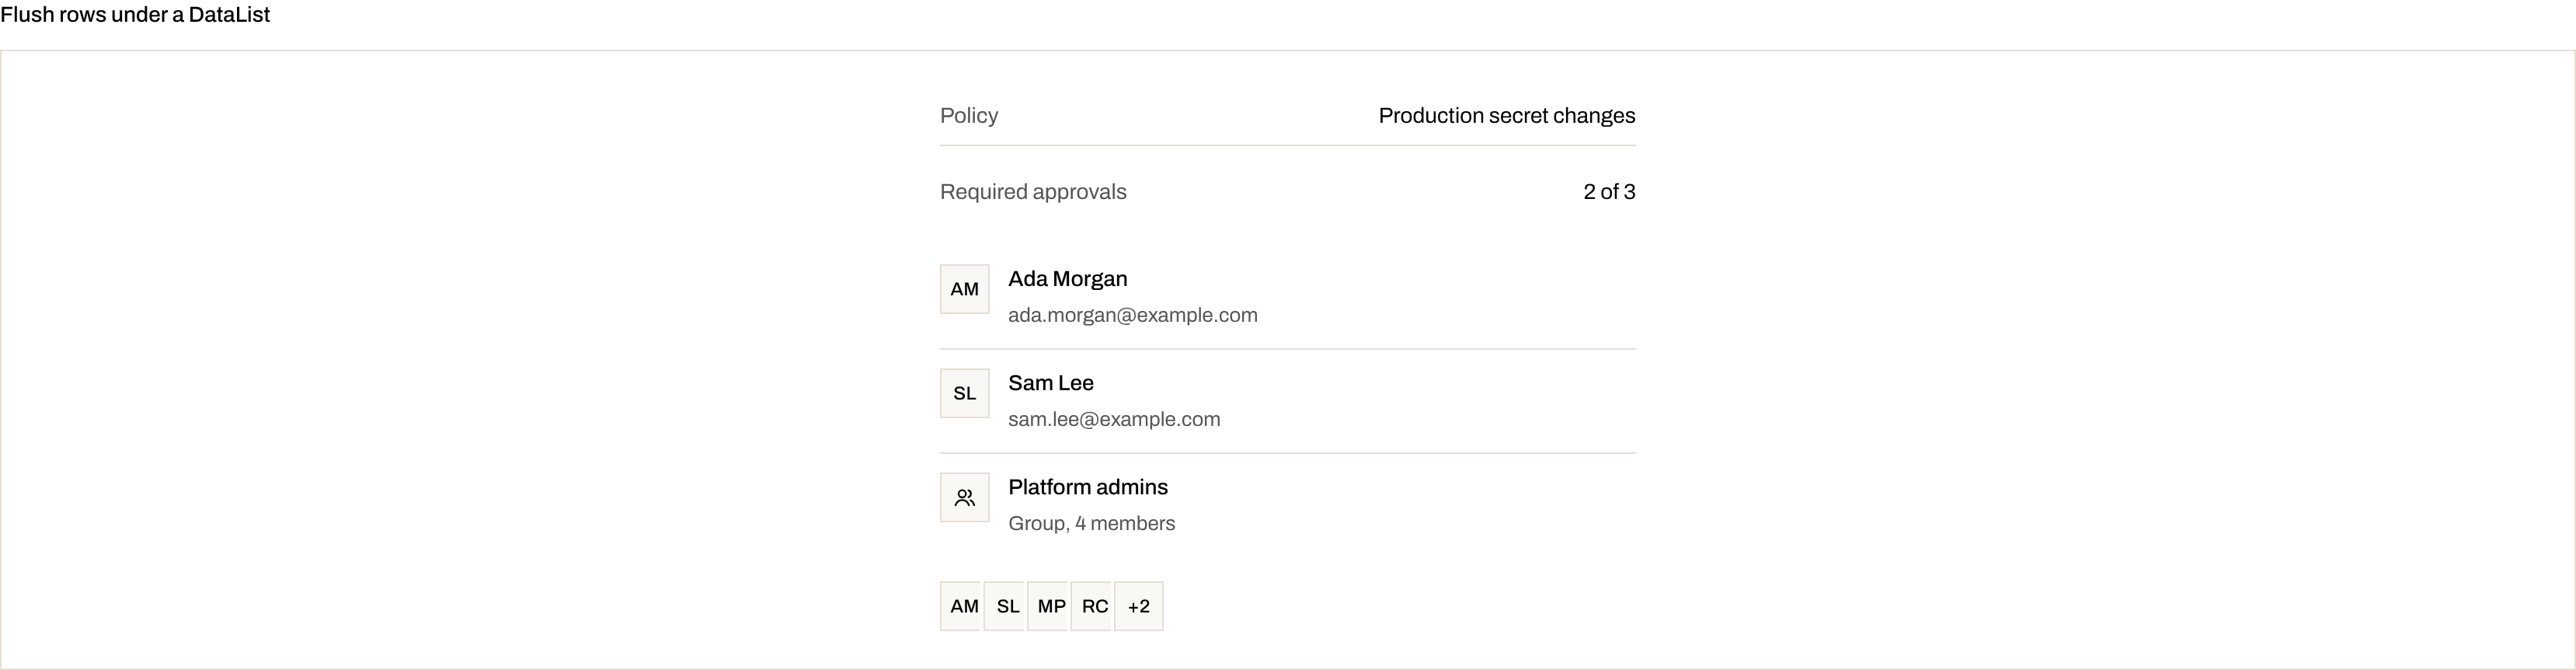 Flush rows under a DataList
Policy Production secret changes
Required approvals 2 of 3
AM Ada Morgan
ada.morgan@example.com
SL Sam Lee
sam.lee@example.com
Platform admins
Group, 4 members
AM SL MP RC +2